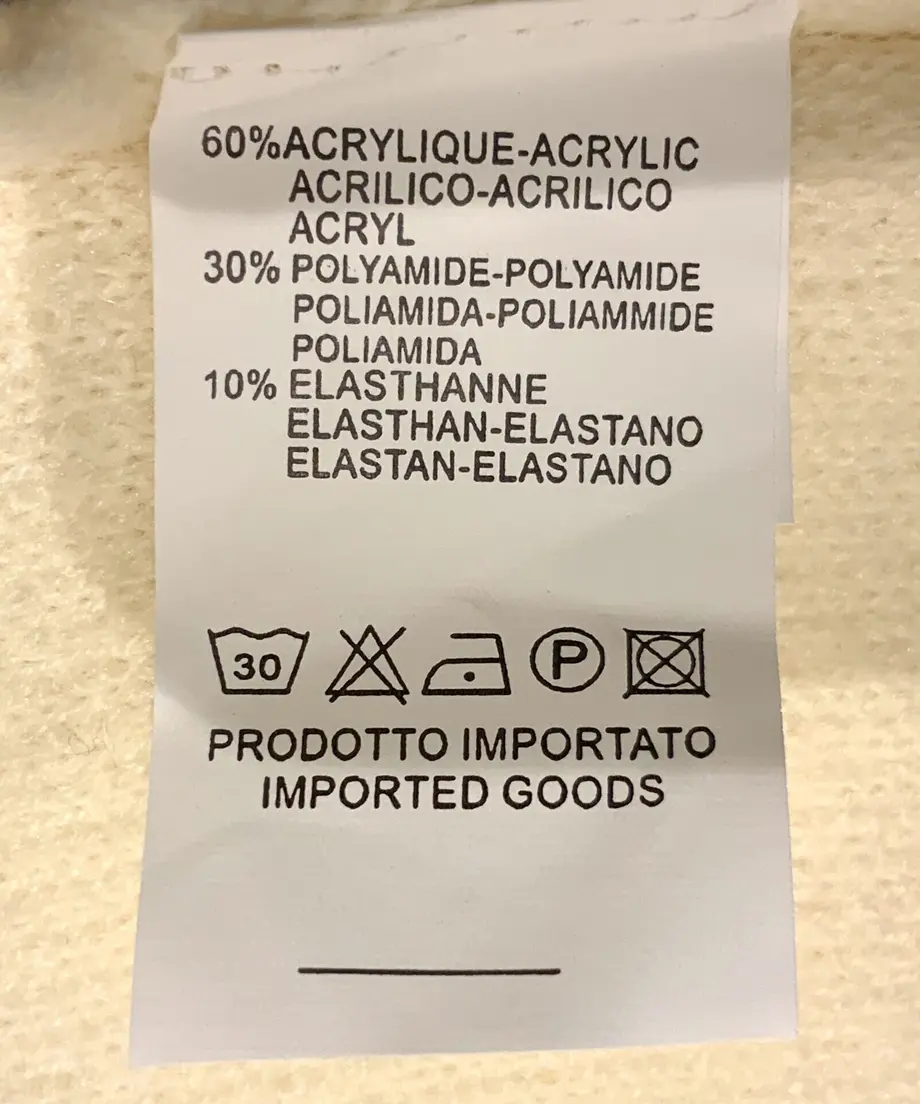 60%ACRYLIQUE-ACRYLIC
ACRILICO-ACRILICO
ACRYL
30% POLYAMIDE-POLYAMIDE
POLIAMIDA-POLIAMMIDE
POLIAMIDA
10% ELASTHANNE
ELASTHAN-ELASTANO
ELASTAN-ELASTANO
30 P
PRODOTTO IMPORTATO
IMPORTED GOODS